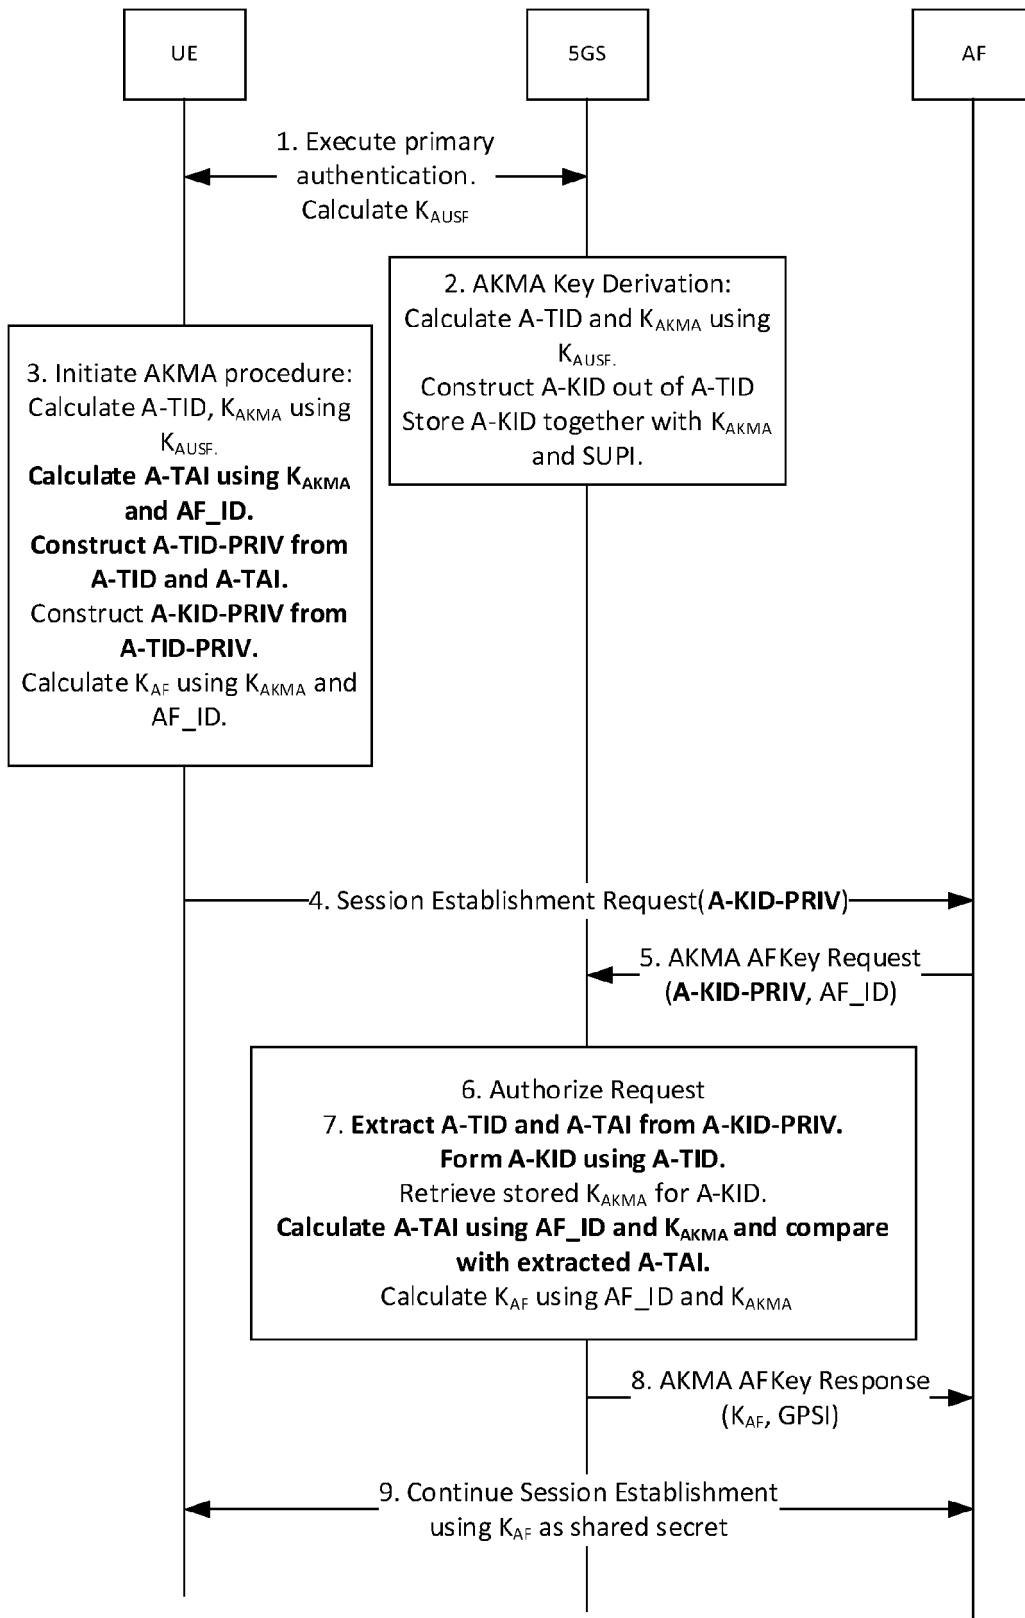 UE
5GS
AF
1. Execute primary
authentication.
Calculate KAUSF
2. AKMA Key Derivation:
Calculate A-TID and KAKMA using
KAUSF.
Construct A-KID out of A-TID
Store A-KID together with KAKMA
and SUPI.
3. Initiate AKMA procedure:
Calculate A-TID, KAKMA using
KAUSF.
Calculate A-TAI using KAKMA
and AF_ID.
Construct A-TID-PRIV from
A-TID and A-TAI.
Construct A-KID-PRIV from
A-TID-PRIV.
Calculate KAF using KAKMA and
AF_ID.
4. Session Establishment Request(A-KID-PRIV)
5. AKMA AFKey Request
(A-KID-PRIV, AF_ID)
6. Authorize Request
7. Extract A-TID and A-TAI from A-KID-PRIV.
Form A-KID using A-TID.
Retrieve stored KAKMA for A-KID.
Calculate A-TAI using AF_ID and KAKMA and compare
with extracted A-TAI.
Calculate KAF using AF_ID and KAKMA
8. AKMA AFKey Response
(KAF, GPSI)
9. Continue Session Establishment
using KAF as shared secret